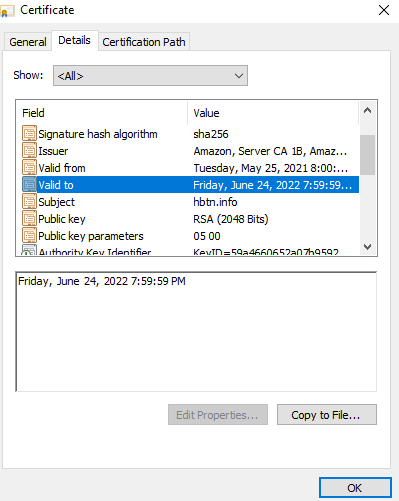 Certificate
General Details Certification Path
Show: <All>
Field Value
Signature hash algorithm sha256
Issuer Amazon, Server CA 1B, Amaz...
Valid from Tuesday, May 25, 2021 8:00:...
Valid to Friday, June 24, 2022 7:59:59...
Subject hbtn.info
Public key RSA (2048 Bits)
Public key parameters 05 00
Authority Key Identifier KeyID=59a4660652a07b9592...
Friday, June 24, 2022 7:59:59 PM
Edit Properties... Copy to File...
OK